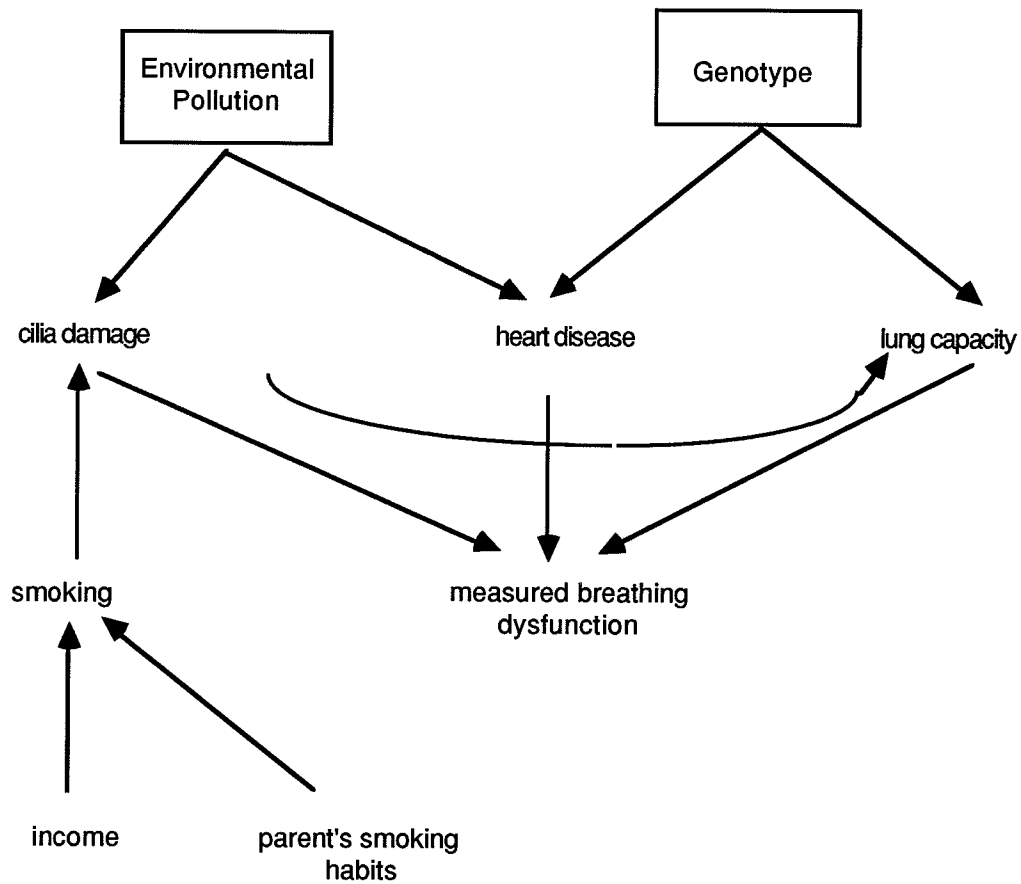 Environmental
Pollution
Genotype
cilia damage
heart disease
lung capacity
smoking
measured breathing
dysfunction
income
parent's smoking
habits